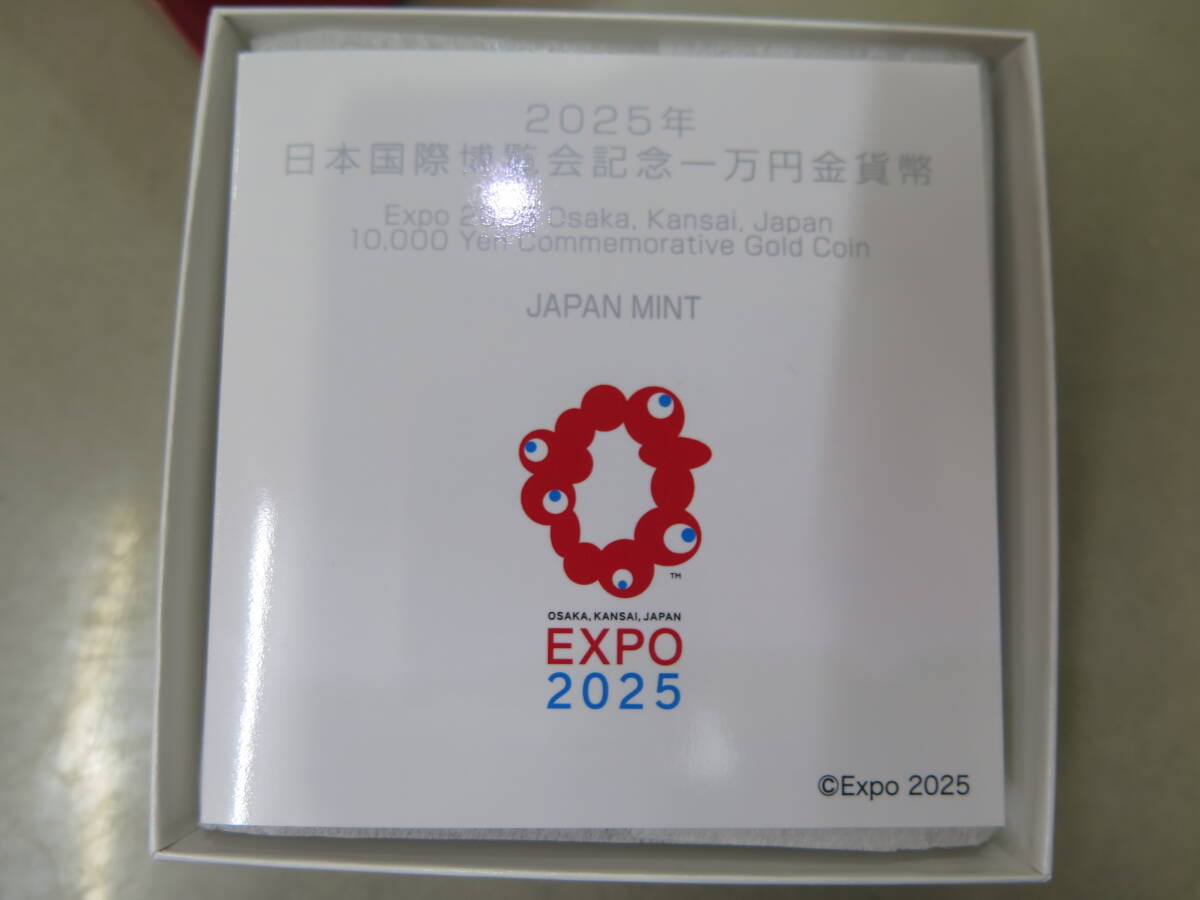 2025年
日本国際博覧会記念一万円金貨幣
Expo 2025 Osaka, Kansai, Japan
10,000 Yen Commemorative Gold Coin
JAPAN MINT
TM
OSAKA, KANSAI, JAPAN
EXPO
2025
©Expo 2025